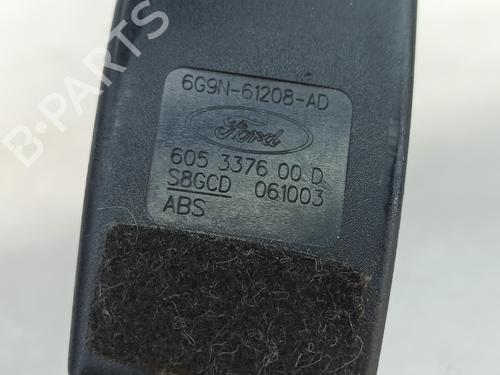 B-PARTS
6G9N-61208-AD
Ford
605 3376 00 D
S8GCD 061003
ABS